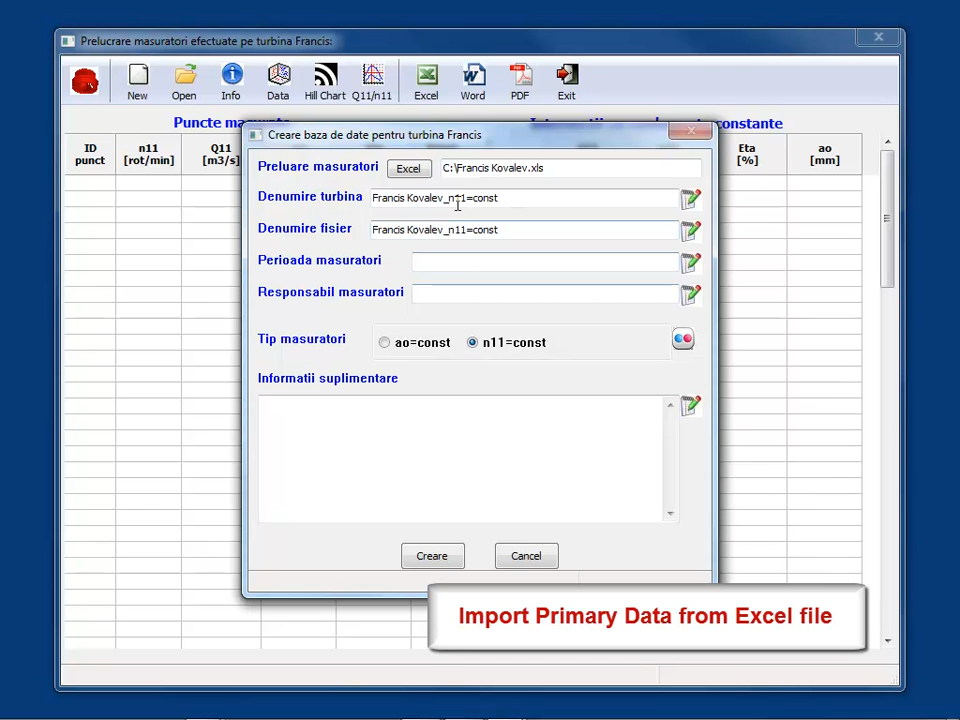 Prelucrare masuratori efectuate pe turbina Francis:
New Open Info Data Hill Chart Q11/n11 Excel Word PDF Exit
Puncte
constante
ID punct
n11 [rot/min]
Q11 [m3/s]
Eta [%]
ao [mm]
Creare baza de date pentru turbina Francis
Preluare masuratori Excel C:\Francis Kovalev.xls
Denumire turbina Francis Kovalev_n11=const
Denumire fisier Francis Kovalev_n11=const
Perioada masuratori
Responsabil masuratori
Tip masuratori ao=const n11=const
Informatii suplimentare
Creare Cancel
Import Primary Data from Excel file